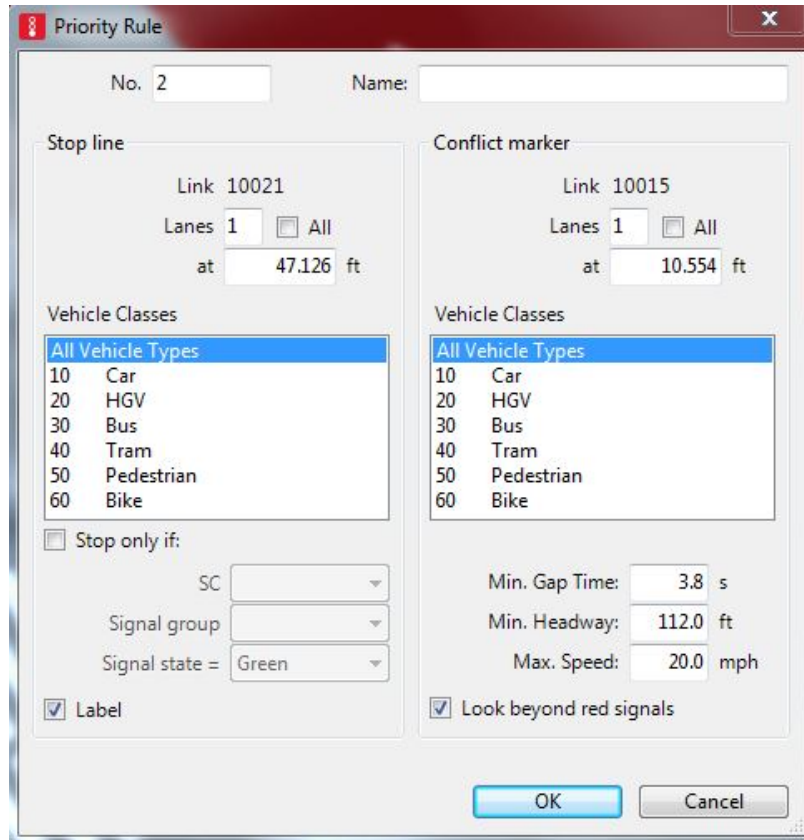 Priority Rule
x
No. 2 Name:
Stop line
Link 10021
Lanes 1 All
at 47.126 ft
Vehicle Classes
All Vehicle Types
10 Car
20 HGV
30 Bus
40 Tram
50 Pedestrian
60 Bike
Stop only if:
SC
Signal group
Signal state = Green
Label
Conflict marker
Link 10015
Lanes 1 All
at 10.554 ft
Vehicle Classes
All Vehicle Types
10 Car
20 HGV
30 Bus
40 Tram
50 Pedestrian
60 Bike
Min. Gap Time: 3.8 s
Min. Headway: 112.0 ft
Max. Speed: 20.0 mph
Look beyond red signals
OK Cancel